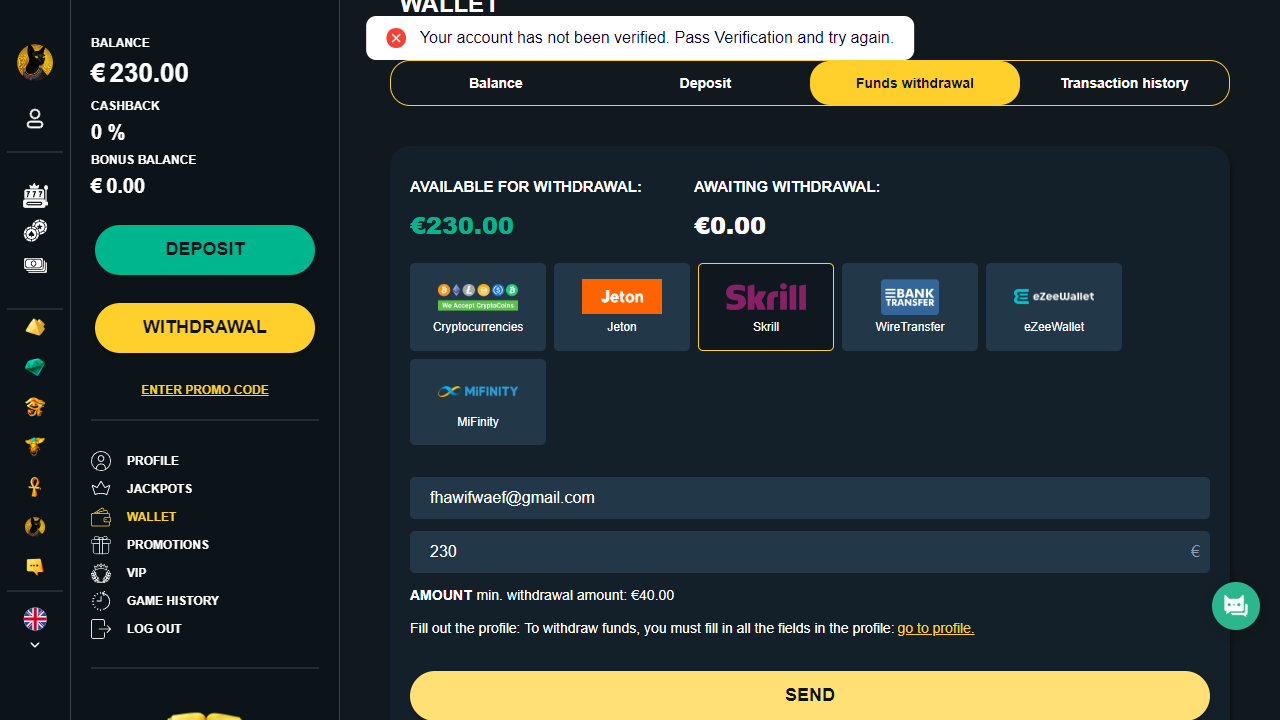 WALLET
Your account has not been verified. Pass Verification and try again.
BALANCE
€ 230.00
CASHBACK
0 %
BONUS BALANCE
€ 0.00
DEPOSIT
WITHDRAWAL
ENTER PROMO CODE
PROFILE
JACKPOTS
WALLET
PROMOTIONS
VIP
GAME HISTORY
LOG OUT
Balance
Deposit
Funds withdrawal
Transaction history
AVAILABLE FOR WITHDRAWAL:
€230.00
AWAITING WITHDRAWAL:
€0.00
We Accept CryptoCoins
Cryptocurrencies
Jeton
Jeton
Skrill
Skrill
BANK
TRANSFER
WireTransfer
eZeeWallet
eZeeWallet
MiFINITY
MiFinity
fhawifwaef@gmail.com
230 €
AMOUNT min. withdrawal amount: €40.00
Fill out the profile: To withdraw funds, you must fill in all the fields in the profile: go to profile.
SEND
777